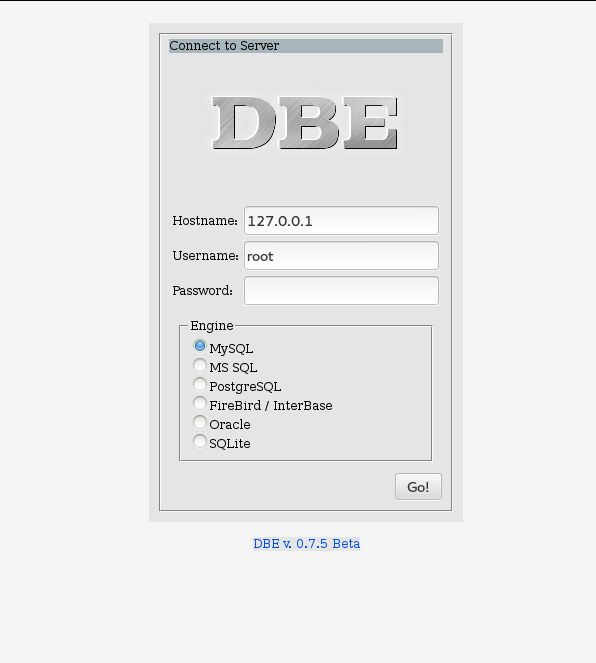 Connect to Server
DBE
Hostname: 127.0.0.1
Username: root
Password:
Engine
MySQL
MS SQL
PostgreSQL
FireBird / InterBase
Oracle
SQLite
Go!
DBE v. 0.7.5 Beta